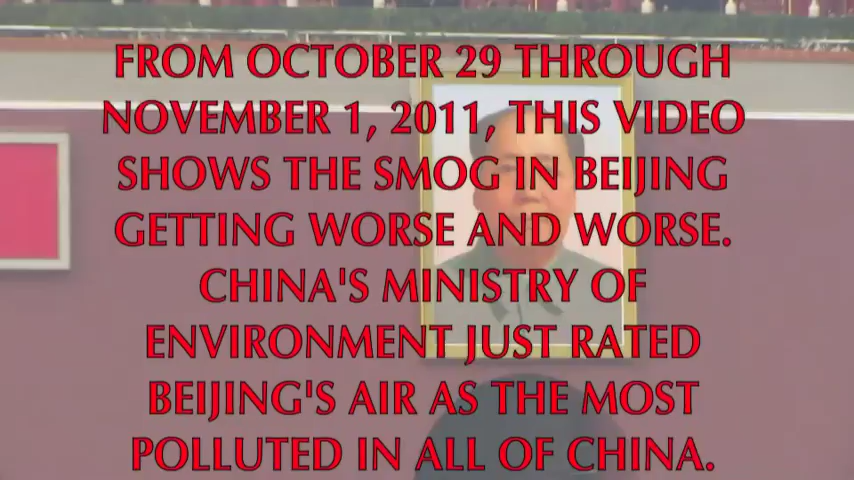 FROM OCTOBER 29 THROUGH
NOVEMBER 1, 2011, THIS VIDEO
SHOWS THE SMOG IN BEIJING
GETTING WORSE AND WORSE.
CHINA'S MINISTRY OF
ENVIRONMENT JUST RATED
BEIJING'S AIR AS THE MOST
POLLUTED IN ALL OF CHINA.